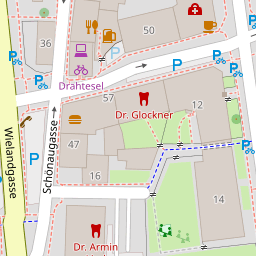 50
36
Drahtesel
57
12
Dr. Glockner
47
Wielandgasse
Schönaugasse
16
14
Dr. Armin
P
P
P